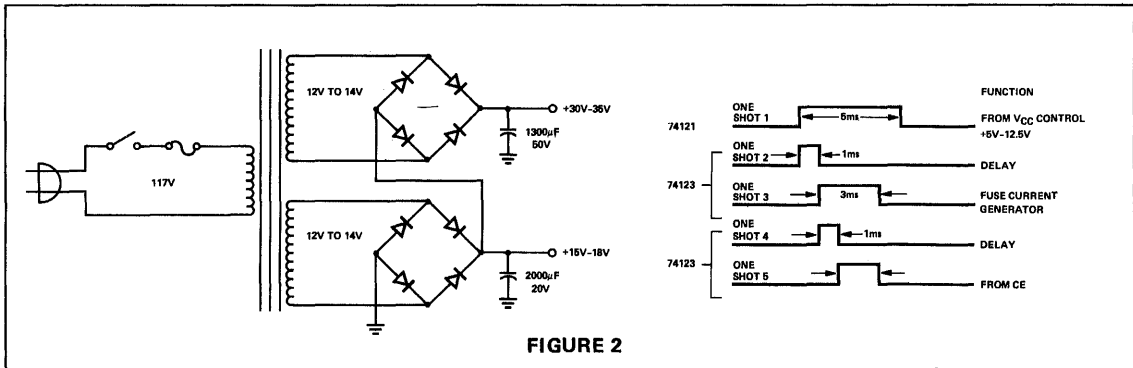 117V
12V TO 14V
+30V-35V
1300µF
50V
12V TO 14V
+15V-18V
2000µF
20V
FUNCTION
74121
ONE
SHOT 1
5ms
FROM VCC CONTROL
+5V-12.5V
74123
ONE
SHOT 2
1ms
DELAY
ONE
SHOT 3
3ms
FUSE CURRENT
GENERATOR
74123
ONE
SHOT 4
1ms
DELAY
ONE
SHOT 5
FROM CE
FIGURE 2